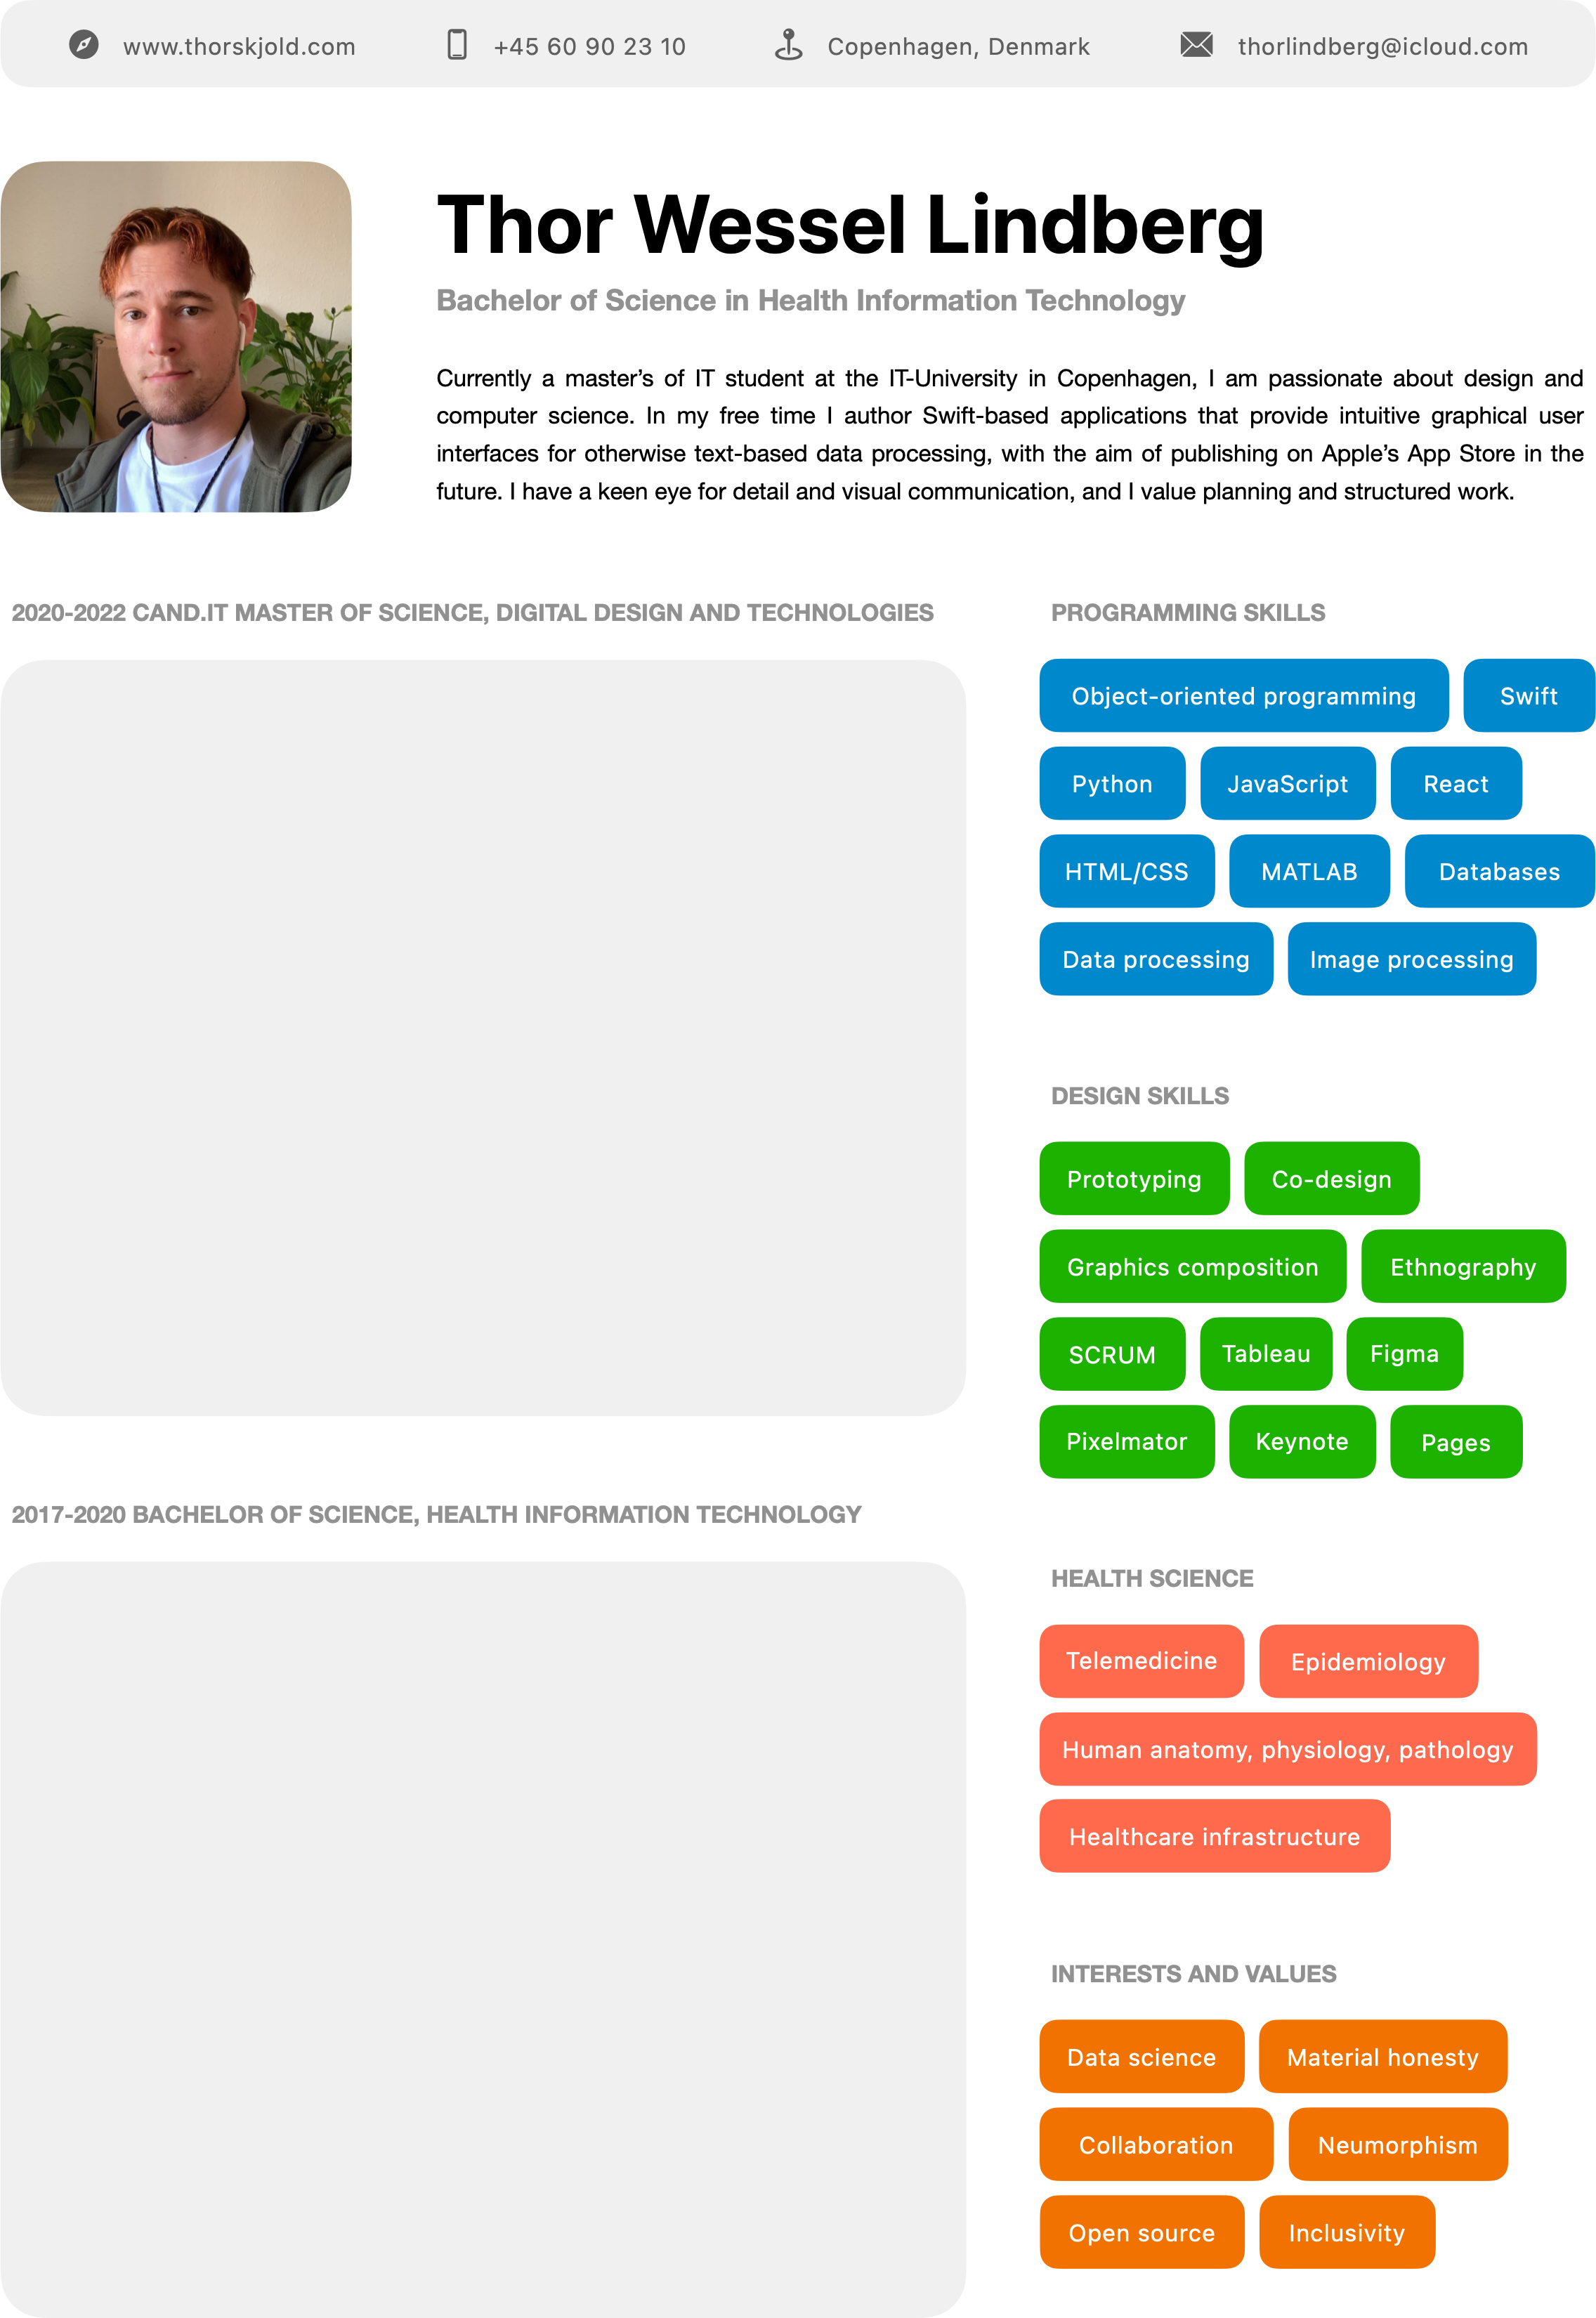 www.thorskjold.com
+45 60 90 23 10
Copenhagen, Denmark
thorlindberg@icloud.com
Thor Wessel Lindberg
Bachelor of Science in Health Information Technology
Currently a master’s of IT student at the IT-University in Copenhagen, I am passionate about design and
computer science. In my free time I author Swift-based applications that provide intuitive graphical user
interfaces for otherwise text-based data processing, with the aim of publishing on Apple’s App Store in the
future. I have a keen eye for detail and visual communication, and I value planning and structured work.
2020-2022 CAND.IT MASTER OF SCIENCE, DIGITAL DESIGN AND TECHNOLOGIES
2017-2020 BACHELOR OF SCIENCE, HEALTH INFORMATION TECHNOLOGY
PROGRAMMING SKILLS
Object-oriented programming Swift
Python JavaScript React
HTML/CSS MATLAB Databases
Data processing Image processing
DESIGN SKILLS
Prototyping Co-design
Graphics composition Ethnography
SCRUM Tableau Figma
Pixelmator Keynote Pages
HEALTH SCIENCE
Telemedicine Epidemiology
Human anatomy, physiology, pathology
Healthcare infrastructure
INTERESTS AND VALUES
Data science Material honesty
Collaboration Neumorphism
Open source Inclusivity